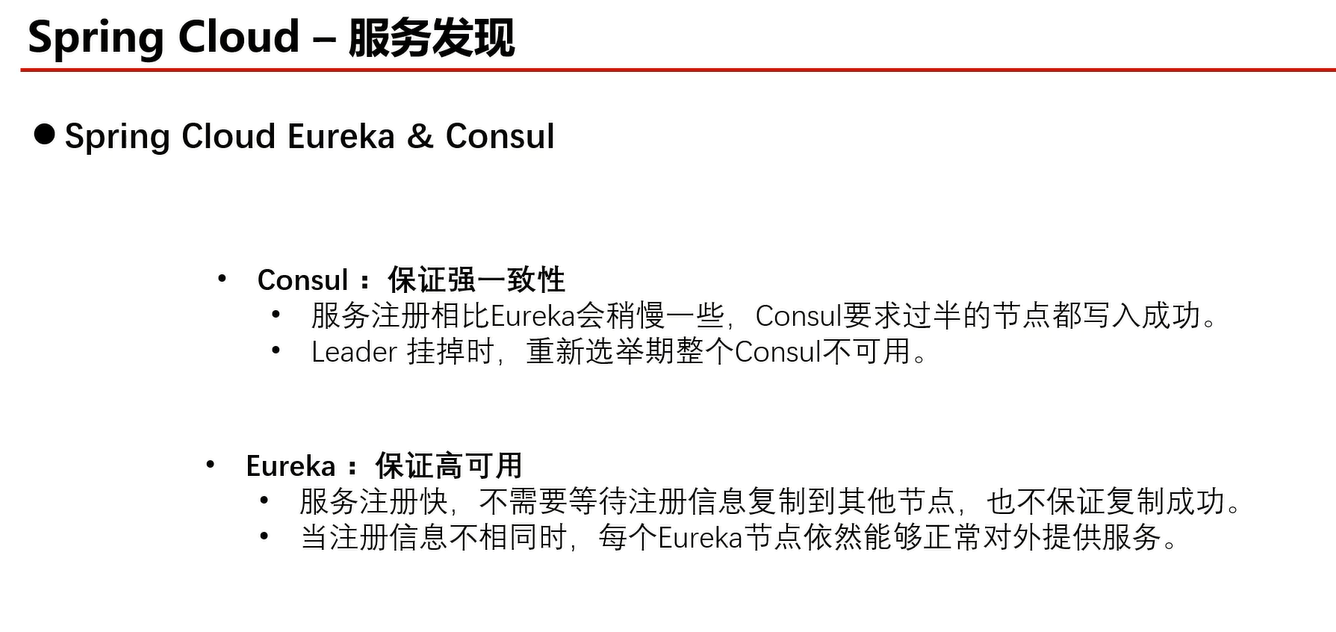 Spring Cloud – 服务发现
● Spring Cloud Eureka & Consul
• Consul ：保证强一致性
• 服务注册相比Eureka会稍慢一些，Consul要求过半的节点都写入成功。
• Leader 挂掉时，重新选举期整个Consul不可用。
• Eureka ：保证高可用
• 服务注册快，不需要等待注册信息复制到其他节点，也不保证复制成功。
• 当注册信息不相同时，每个Eureka节点依然能够正常对外提供服务。